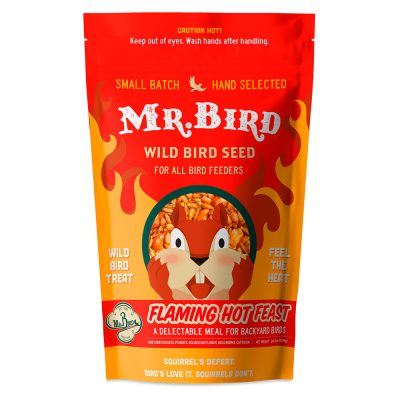 CAUTION HOT!
Keep out of eyes. Wash hands after handling.
SMALL BATCH HAND SELECTED
MR. BIRD
WILD BIRD SEED
FOR ALL BIRD FEEDERS
WILD
BIRD
TREAT
FEEL
THE
HEAT
MR. BIRD
FLAMING HOT FEAST
A DELECTABLE MEAL FOR BACKYARD BIRDS
SQUIRREL'S DEFEAT.
BIRD'S LOVE IT. SQUIRRELS DON'T.